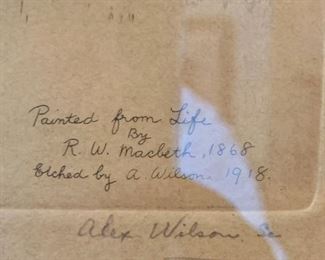 Painted from Life
By
R. W. Macbeth, 1868
Etched by A. Wilson, 1918.
Alex Wilson. Sc